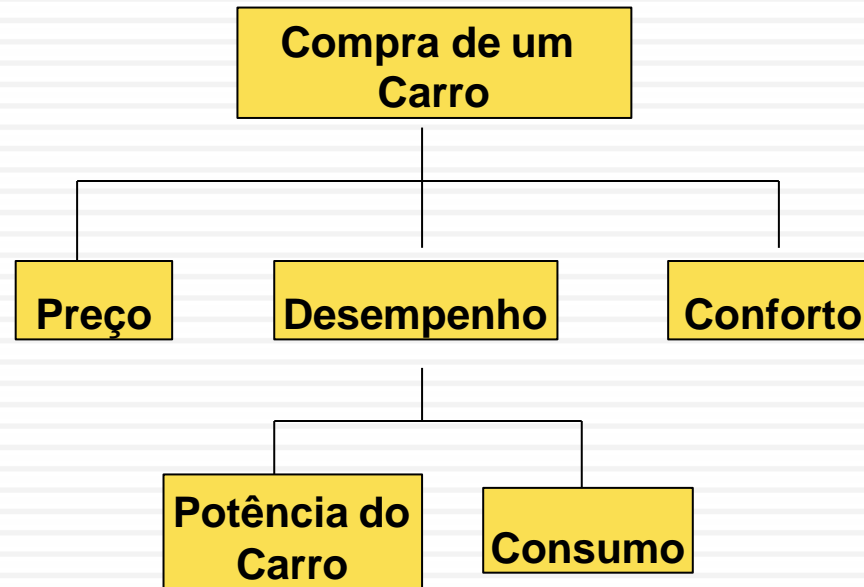 Compra de um
Carro
Preço
Desempenho
Conforto
Potência do
Carro
Consumo